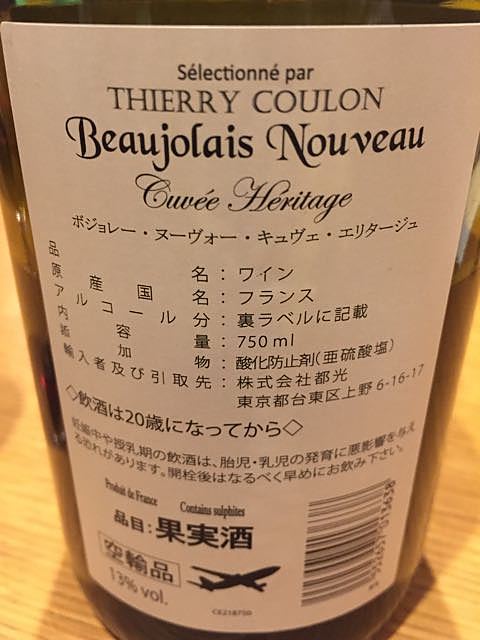 Sélectionné par
THIERRY COULON
Beaujolais Nouveau
Cuvée Héritage
ボジョレー・ヌーヴォー・キュヴェ・エリタージュ
品名：ワイン
原産国名：フランス
アルコール分：裏ラベルに記載
内容量：750 ml
添加物：酸化防止剤（亜硫酸塩）
輸入者及び引取先：株式会社都光
東京都台東区上野 6-16-17
◇飲酒は20歳になってから◇
妊娠中や授乳期の飲酒は、胎児・乳児の発育に悪影響を与え
る恐れがあります。開栓後はなるべく早めにお飲み下さい。
Produit de France Contains sulphites
品目：果実酒
空輸品
13% vol.
CE218750